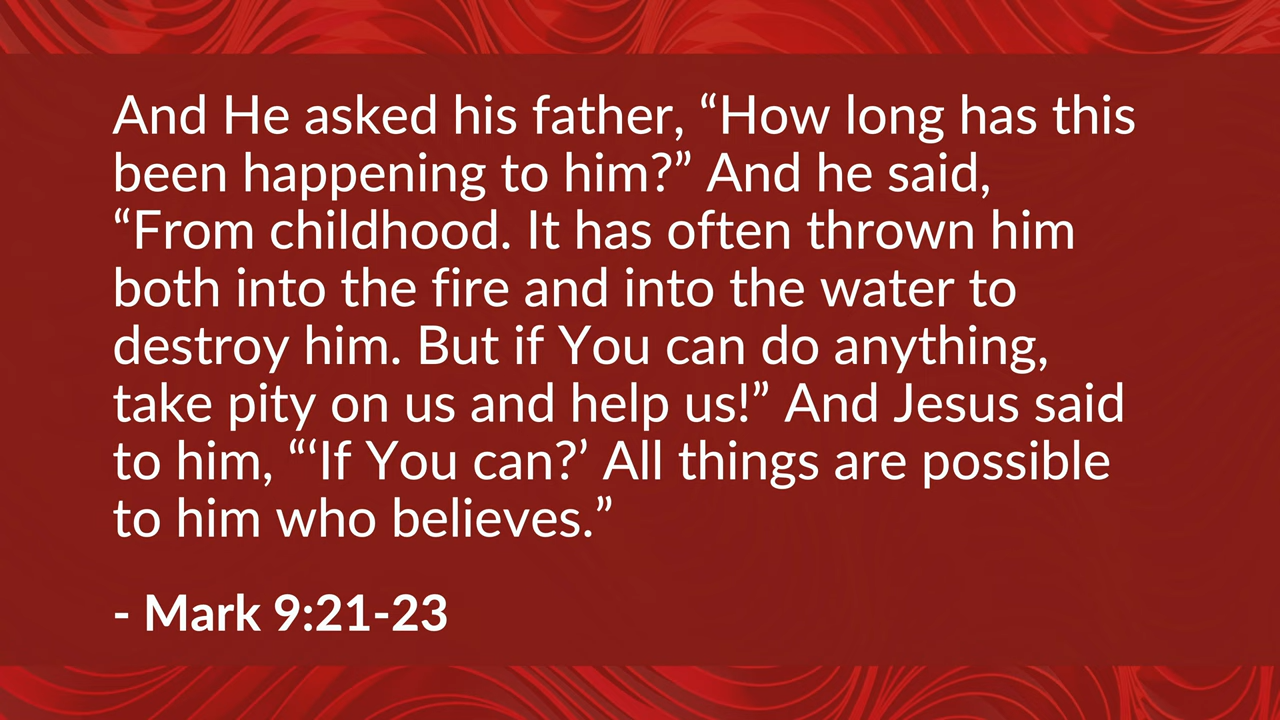 And He asked his father, “How long has this
been happening to him?” And he said,
“From childhood. It has often thrown him
both into the fire and into the water to
destroy him. But if You can do anything,
take pity on us and help us!” And Jesus said
to him, “‘If You can?’ All things are possible
to him who believes.”
- Mark 9:21-23